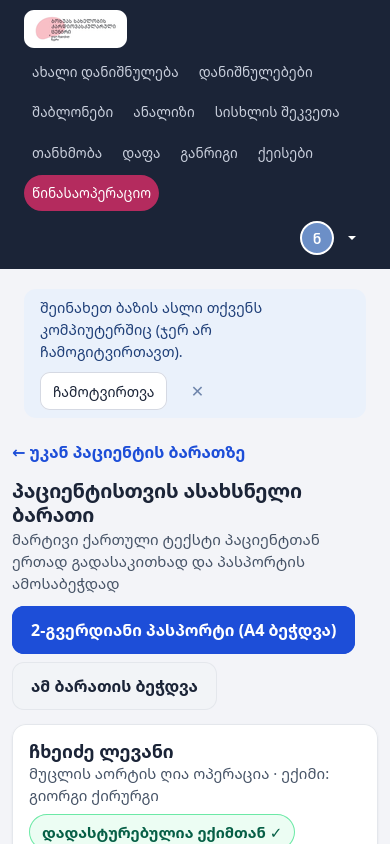 ახალი დანიშნულება დანიშნულებები
შაბლონები ანალიზი სისხლის შეკვეთა
თანხმობა დაფა განრიგი ქეისები
წინასაოპერაციო
ნ
შეინახეთ ბაზის ასლი თქვენს
კომპიუტერშიც (ჯერ არ
ჩამოგიტვირთავთ).
ჩამოტვირთვა ✕
← უკან პაციენტის ბარათზე
პაციენტისთვის ასახსნელი
ბარათი
მარტივი ქართული ტექსტი პაციენტთან
ერთად გადასაკითხად და პასპორტის
ამოსაბეჭდად
2-გვერდიანი პასპორტი (A4 ბეჭდვა)
ამ ბარათის ბეჭდვა
ჩხეიძე ლევანი
მუცლის აორტის ღია ოპერაცია · ექიმი:
გიორგი ქირურგი
დადასტურებულია ექიმთან ✓